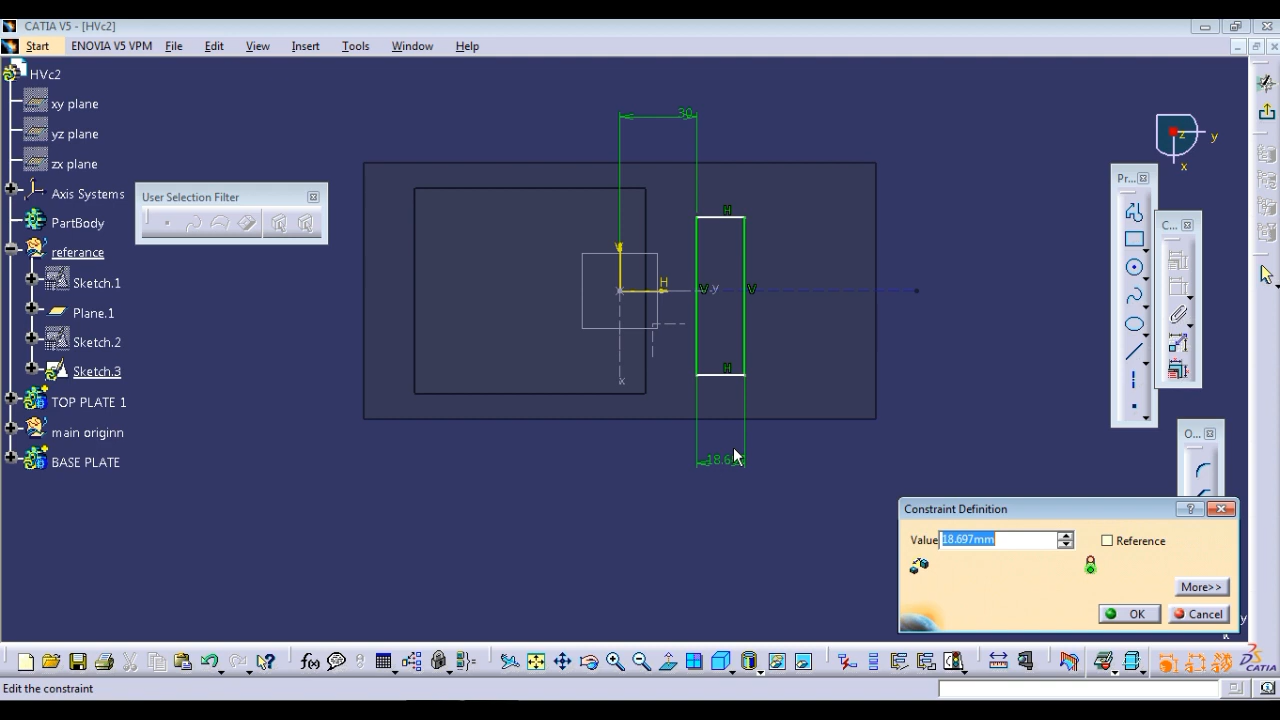 CATIA V5 - [HVc2]
Start ENOVIA V5 VPM File Edit View Insert Tools Window Help
HVc2
xy plane
yz plane
zx plane
Axis Systems
PartBody
referance
Sketch.1
Plane.1
Sketch.2
Sketch.3
TOP PLATE 1
main originn
BASE PLATE
User Selection Filter
30
H
V
H
V y V
H
x
z y
x
Pr...
C...
O...
Constraint Definition
Value 18.697mm Reference
More>>
OK Cancel
y
f(x)
CATIA
Edit the constraint